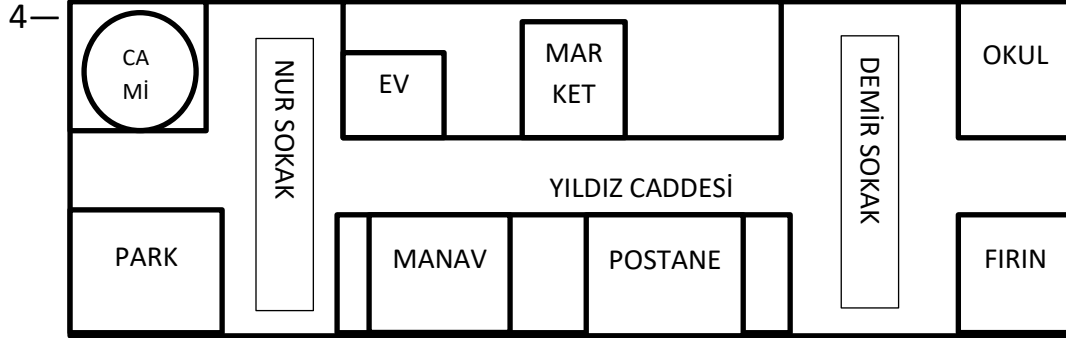 4—
CA
Mİ
NUR SOKAK
EV
MAR
KET
DEMİR SOKAK
OKUL
YILDIZ CADDESİ
PARK
MANAV
POSTANE
FIRIN